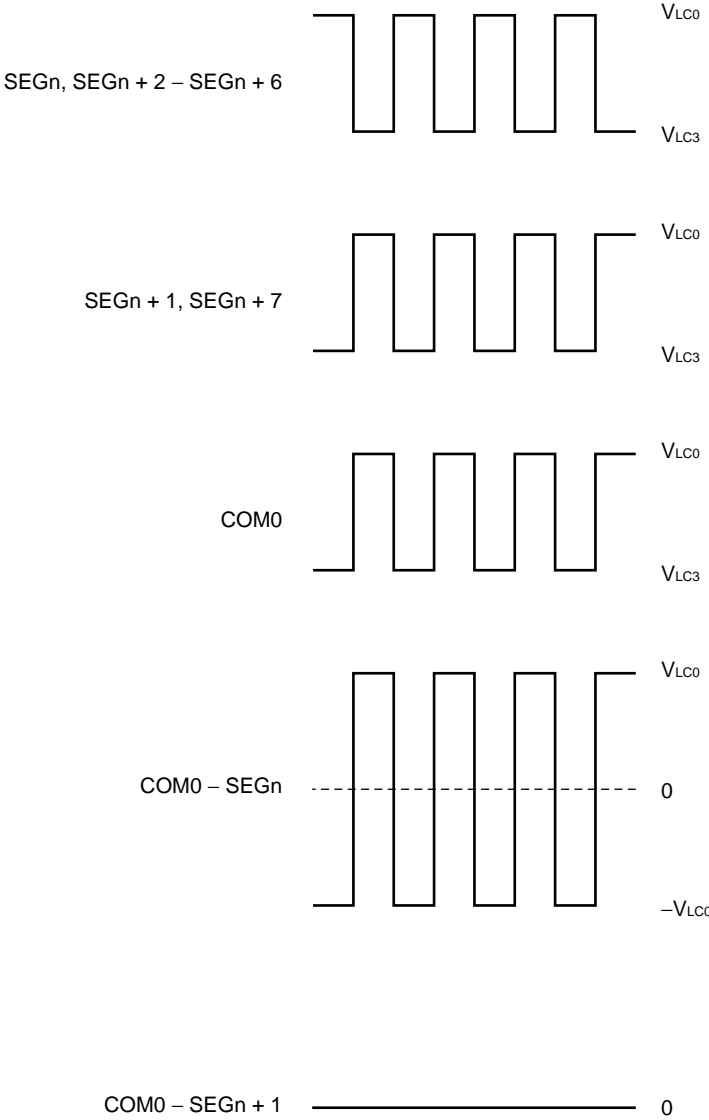 VLC0
SEGn, SEGn + 2 − SEGn + 6
VLC3
VLC0
SEGn + 1, SEGn + 7
VLC3
VLC0
COM0
VLC3
VLC0
COM0 − SEGn
0
−VLC0
COM0 − SEGn + 1
0